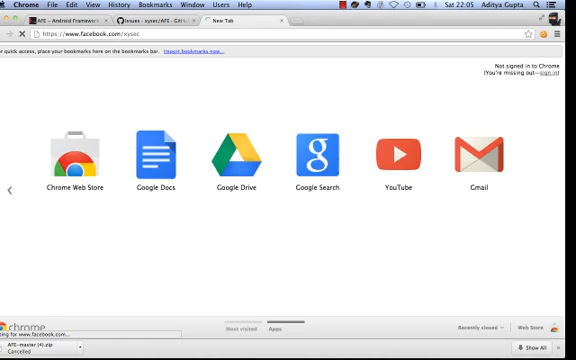 Chrome File Edit View History Bookmarks Window Users Help Sat 22:05 Aditya Gupta
AFE - Android Framework Issues · xysec/AFE · GitHub New Tab
https://www.facebook.com/xysec
or quick access, place your bookmarks here on the bookmarks bar. Import bookmarks now...
Not signed in to Chrome
(You're missing out—sign in)
Chrome Web Store Google Docs Google Drive Google Search YouTube Gmail
chrome Most visited Apps Recently closed Web Store
ing for www.facebook.com...
AFE-master (4).zip
Cancelled
Show All